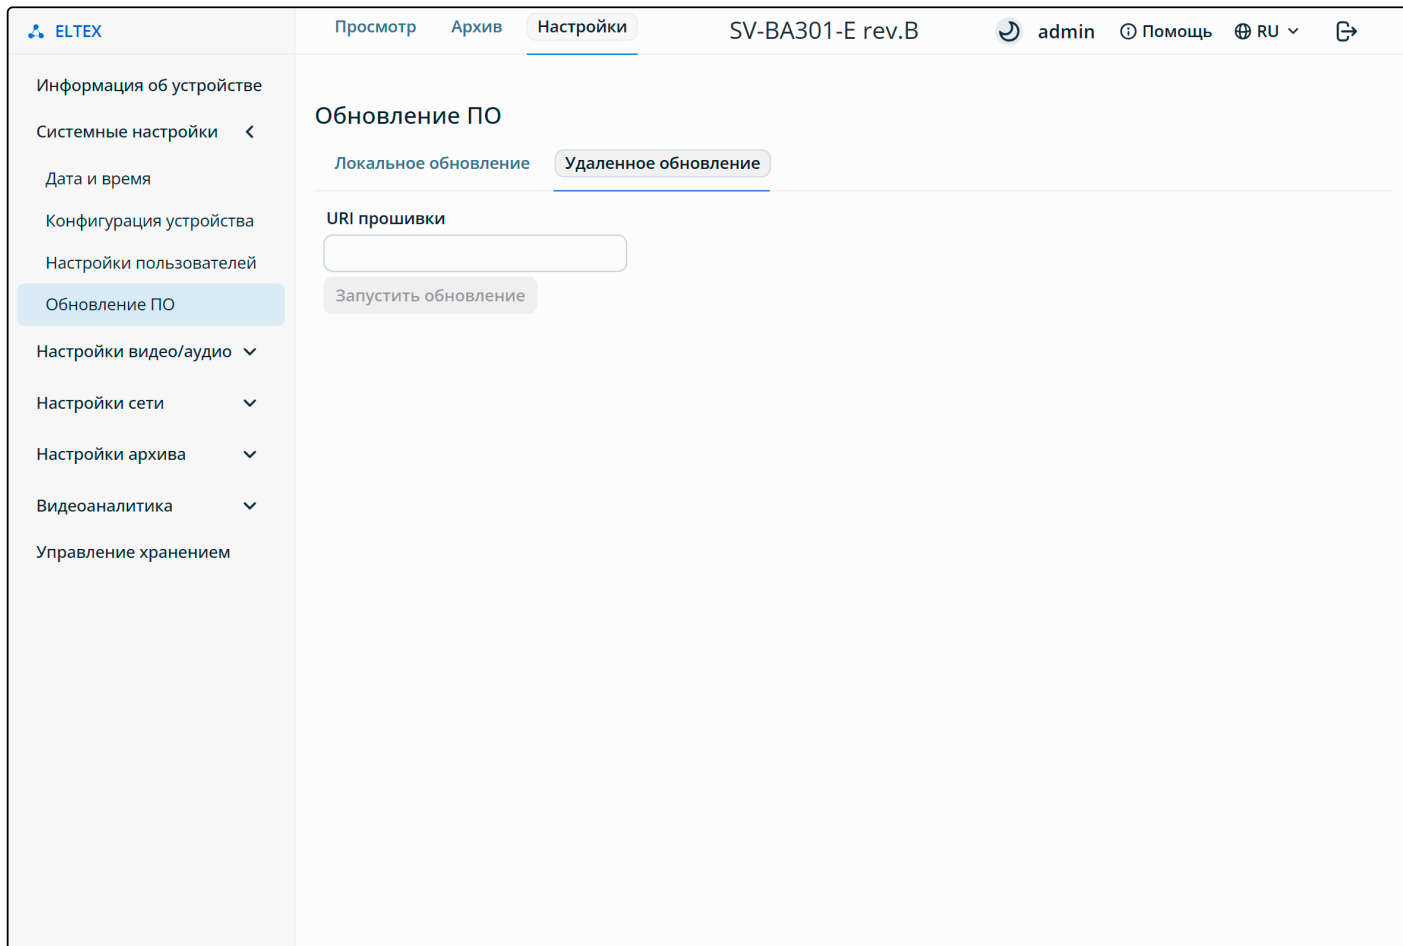 ELTEX
Просмотр Архив Настройки SV-BA301-E rev.B admin Помощь RU
Информация об устройстве
Системные настройки
Дата и время
Конфигурация устройства
Настройки пользователей
Обновление ПО
Настройки видео/аудио
Настройки сети
Настройки архива
Видеоаналитика
Управление хранением
Обновление ПО
Локальное обновление Удаленное обновление
URI прошивки
Запустить обновление